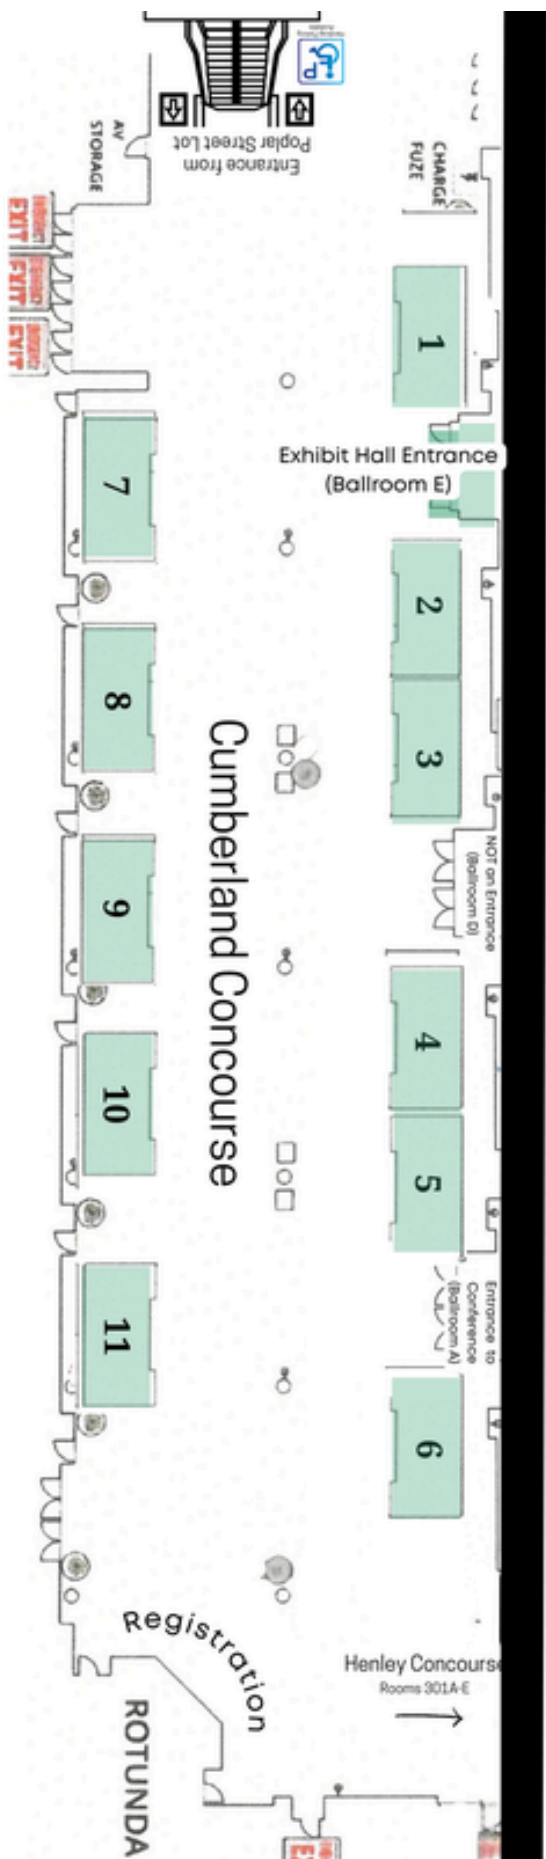 Entrance from
Poplar Street Lot
AV
STORAGE
CHARGE
FUZE
EXIT
EXIT
EXIT
1
Exhibit Hall Entrance
(Ballroom E)
7
2
8
3
Cumberland Concourse
NOT an Entrance
(Ballroom D)
9
4
10
5
Entrance to
Conference
(Ballroom A)
11
6
Registration
Henley Concourse
Rooms 301A-E
ROTUNDA